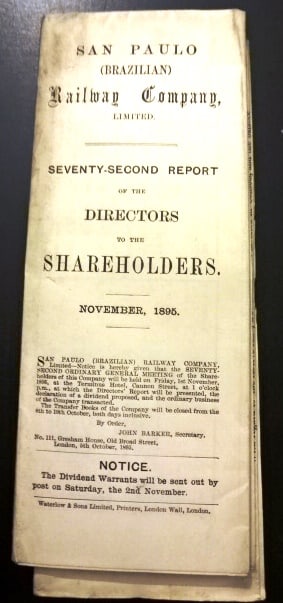 SAN PAULO
(BRAZILIAN)
Railway Company,
LIMITED.
SEVENTY-SECOND REPORT
OF THE
DIRECTORS
TO THE
SHAREHOLDERS.
NOVEMBER, 1895.
SAN PAULO (BRAZILIAN) RAILWAY COMPANY,
Limited—Notice is hereby given that the SEVENTY-
SECOND ORDINARY GENERAL MEETING of the Share-
holders of this Company will be held on Friday, 1st November,
1895, at the Terminus Hotel, Cannon Street, at 1 o'clock
p.m., at which the Directors' Report will be presented, the
declaration of a dividend proposed, and the ordinary business
of the Company transacted.
The Transfer Books of the Company will be closed from the
5th to 19th October, both days inclusive.
By Order,
JOHN BARKER, Secretary.
No. 111, Gresham House, Old Broad Street,
London, 5th October, 1895.
NOTICE.
The Dividend Warrants will be sent out by
post on Saturday, the 2nd November.
Waterlow & Sons Limited, Printers, London Wall, London.